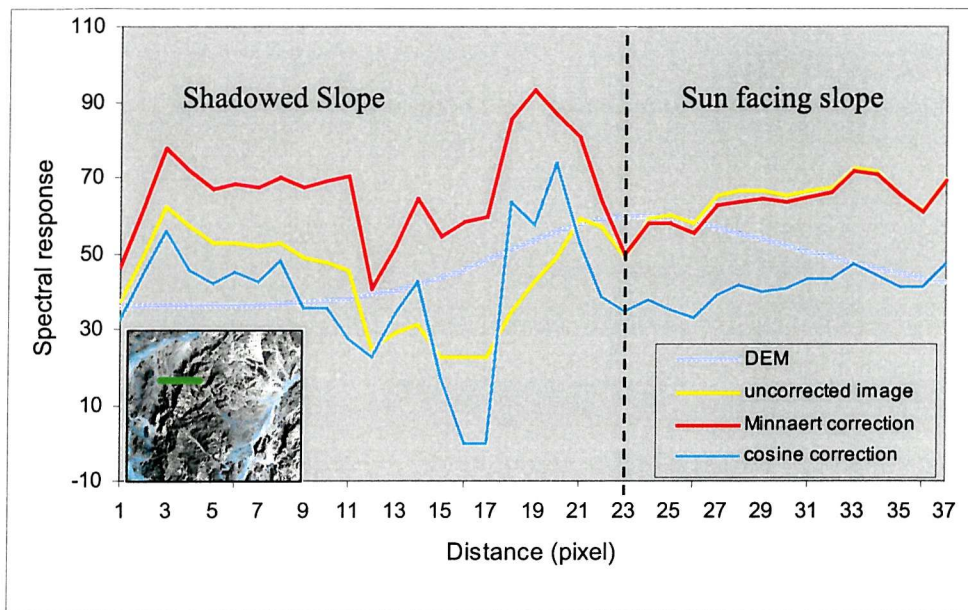 110
90
70
50
30
10
-10
Spectral response
Shadowed Slope
Sun facing slope
DEM
uncorrected image
Minnaert correction
cosine correction
1 3 5 7 9 11 13 15 17 19 21 23 25 27 29 31 33 35 37
Distance (pixel)